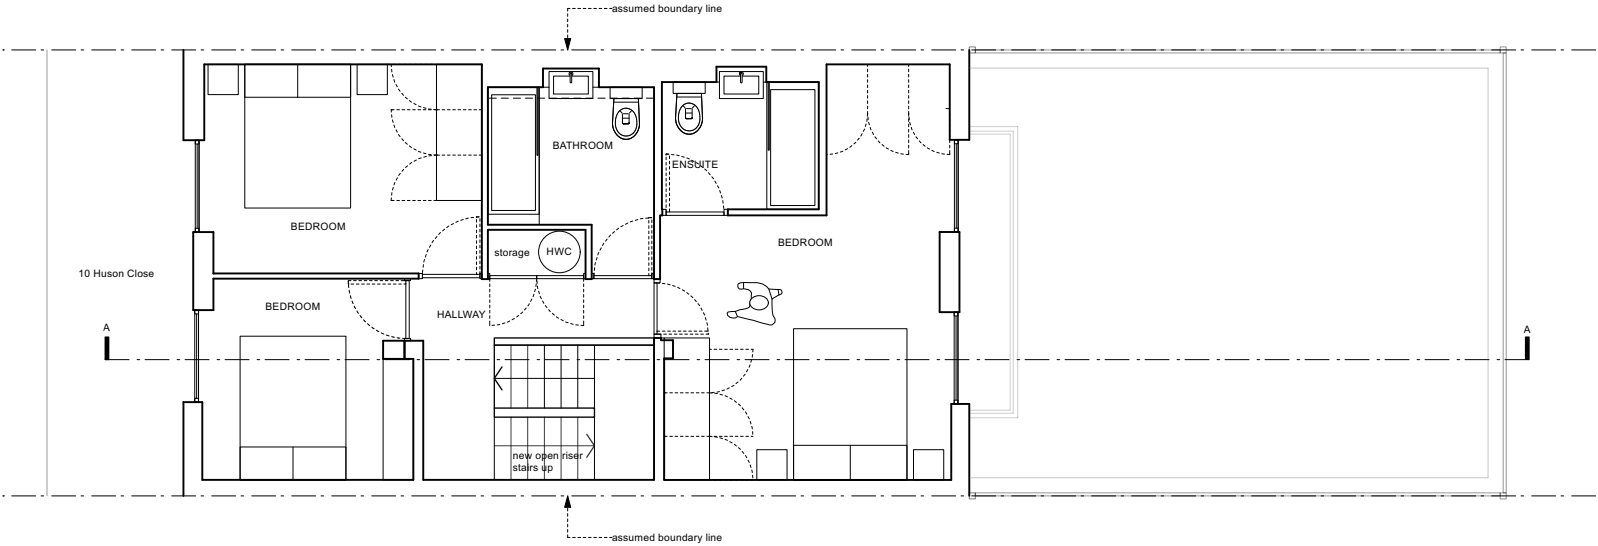 assumed boundary line
BATHROOM
ENSUITE
BEDROOM
BEDROOM
storage
HWC
10 Huson Close
BEDROOM
HALLWAY
A
A
new open riser
stairs up
assumed boundary line